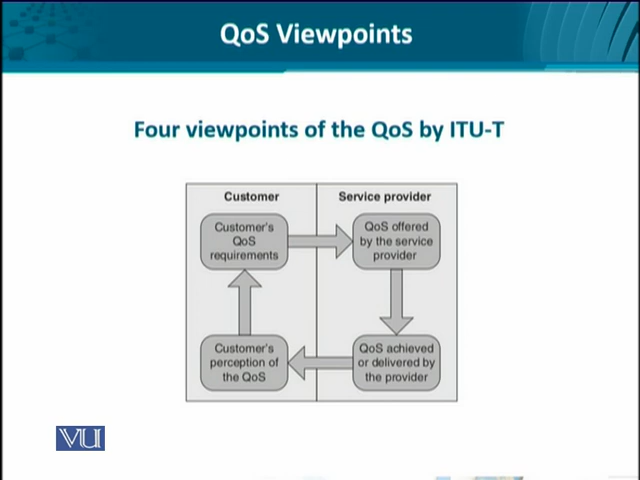 QoS Viewpoints
Four viewpoints of the QoS by ITU-T
Customer
Service provider
Customer's
QoS
requirements
QoS offered
by the service
provider
Customer's
perception of
the QoS
QoS achieved
or delivered by
the provider
VU